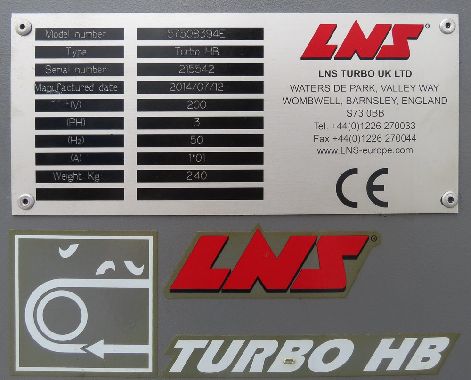 Model number 57508394E
Type Turbo HB
Serial number 215542
Manufactured date 2014/07/12
(V) 200
(PH) 3
(Hz) 50
(A) 1'01
Weight Kg 240
LNS®
LNS TURBO UK LTD
WATERS DE PARK, VALLEY WAY
WOMBWELL, BARNSLEY, ENGLAND
S73 0BB
Tel. +44(0)1226 270033
Fax +44(0)1226 270044
www.LNS-europe.com
CE
LNS®
TURBO HB